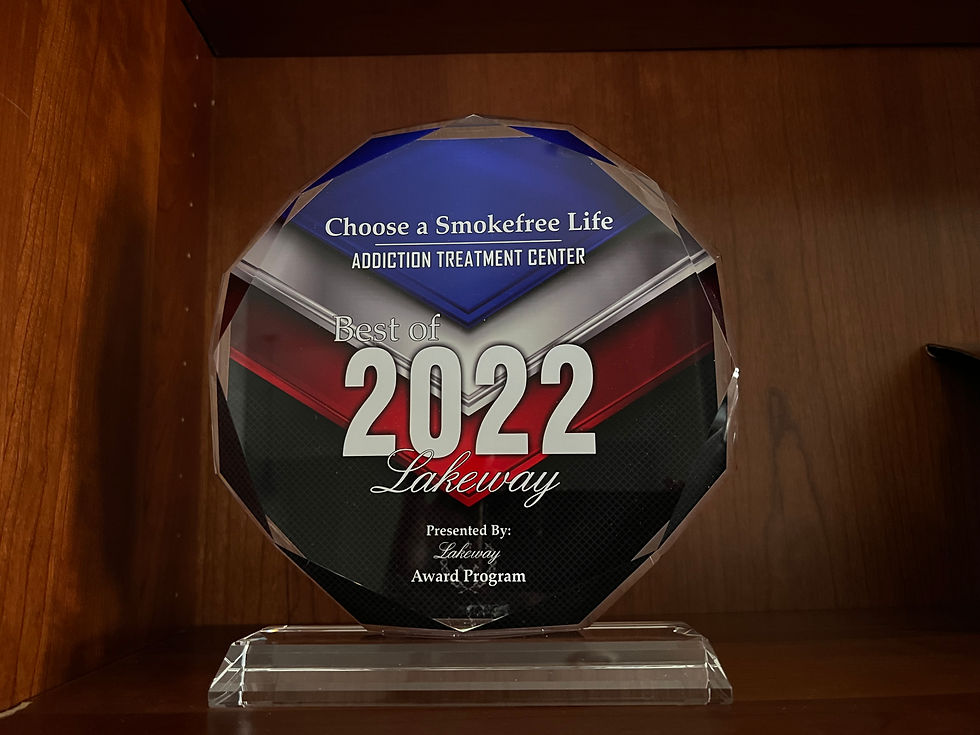 Choose a Smokefree Life
ADDICTION TREATMENT CENTER
Best of
2022
Lakeway
Presented By:
Lakeway
Award Program